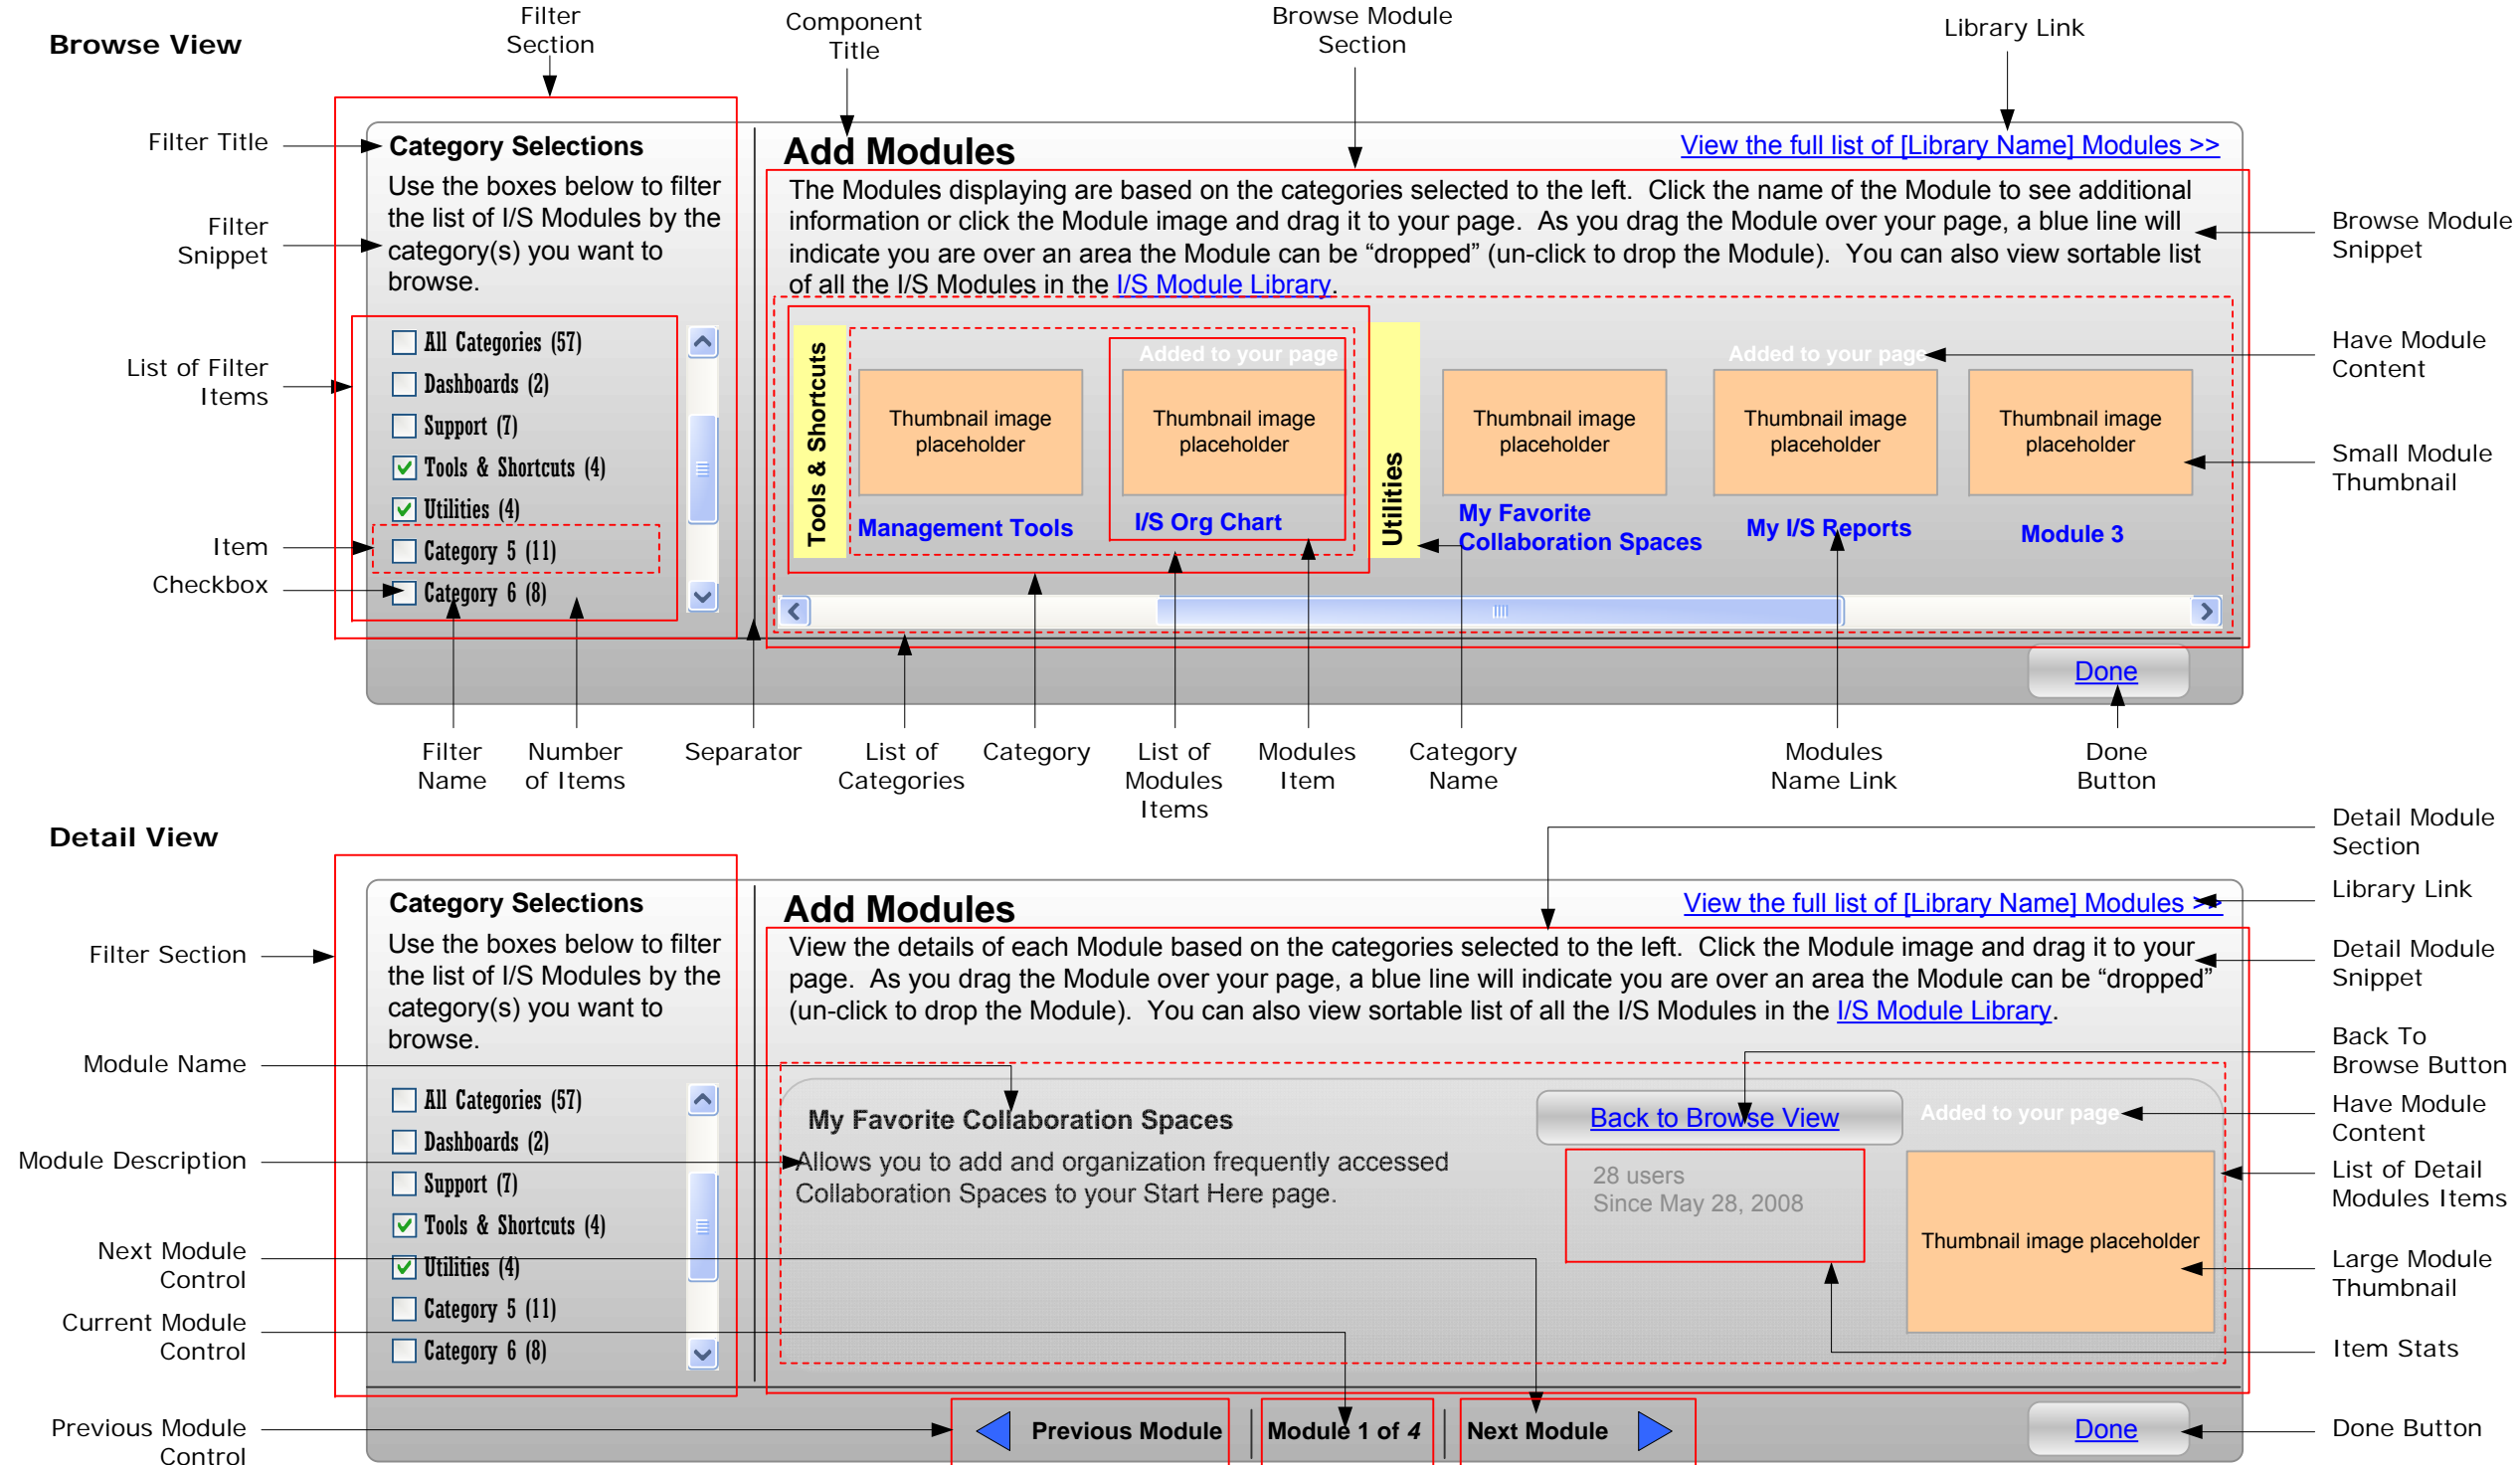 Browse View
Filter
Section
Component
Title
Browse Module
Section
Library Link
Filter Title
Filter
Snippet
List of Filter
Items
Item
Checkbox
Category Selections
Use the boxes below to filter
the list of I/S Modules by the
category(s) you want to
browse.
All Categories (57)
Dashboards (2)
Support (7)
Tools & Shortcuts (4)
Utilities (4)
Category 5 (11)
Category 6 (8)
Add Modules
View the full list of [Library Name] Modules >>
The Modules displaying are based on the categories selected to the left.  Click the name of the Module to see additional
information or click the Module image and drag it to your page.  As you drag the Module over your page, a blue line will
indicate you are over an area the Module can be “dropped” (un-click to drop the Module).  You can also view sortable list
of all the I/S Modules in the I/S Module Library.
Tools & Shortcuts
Thumbnail image
placeholder
Management Tools
Added to your page
Thumbnail image
placeholder
I/S Org Chart
Utilities
Thumbnail image
placeholder
My Favorite
Collaboration Spaces
Added to your page
Thumbnail image
placeholder
My I/S Reports
Thumbnail image
placeholder
Module 3
Done
Browse Module
Snippet
Have Module
Content
Small Module
Thumbnail
Filter
Name
Number
of Items
Separator
List of
Categories
Category
List of
Modules
Items
Modules
Item
Category
Name
Modules
Name Link
Done
Button
Detail View
Filter Section
Module Name
Module Description
Next Module
Control
Current Module
Control
Previous Module
Control
Category Selections
Use the boxes below to filter
the list of I/S Modules by the
category(s) you want to
browse.
All Categories (57)
Dashboards (2)
Support (7)
Tools & Shortcuts (4)
Utilities (4)
Category 5 (11)
Category 6 (8)
Add Modules
View the full list of [Library Name] Modules >>
View the details of each Module based on the categories selected to the left.  Click the Module image and drag it to your
page.  As you drag the Module over your page, a blue line will indicate you are over an area the Module can be “dropped”
(un-click to drop the Module).  You can also view sortable list of all the I/S Modules in the I/S Module Library.
My Favorite Collaboration Spaces
Allows you to add and organization frequently accessed
Collaboration Spaces to your Start Here page.
Back to Browse View
28 users
Since May 28, 2008
Added to your page
Thumbnail image placeholder
Previous Module
Module 1 of 4
Next Module
Done
Detail Module
Section
Library Link
Detail Module
Snippet
Back To
Browse Button
Have Module
Content
List of Detail
Modules Items
Large Module
Thumbnail
Item Stats
Done Button